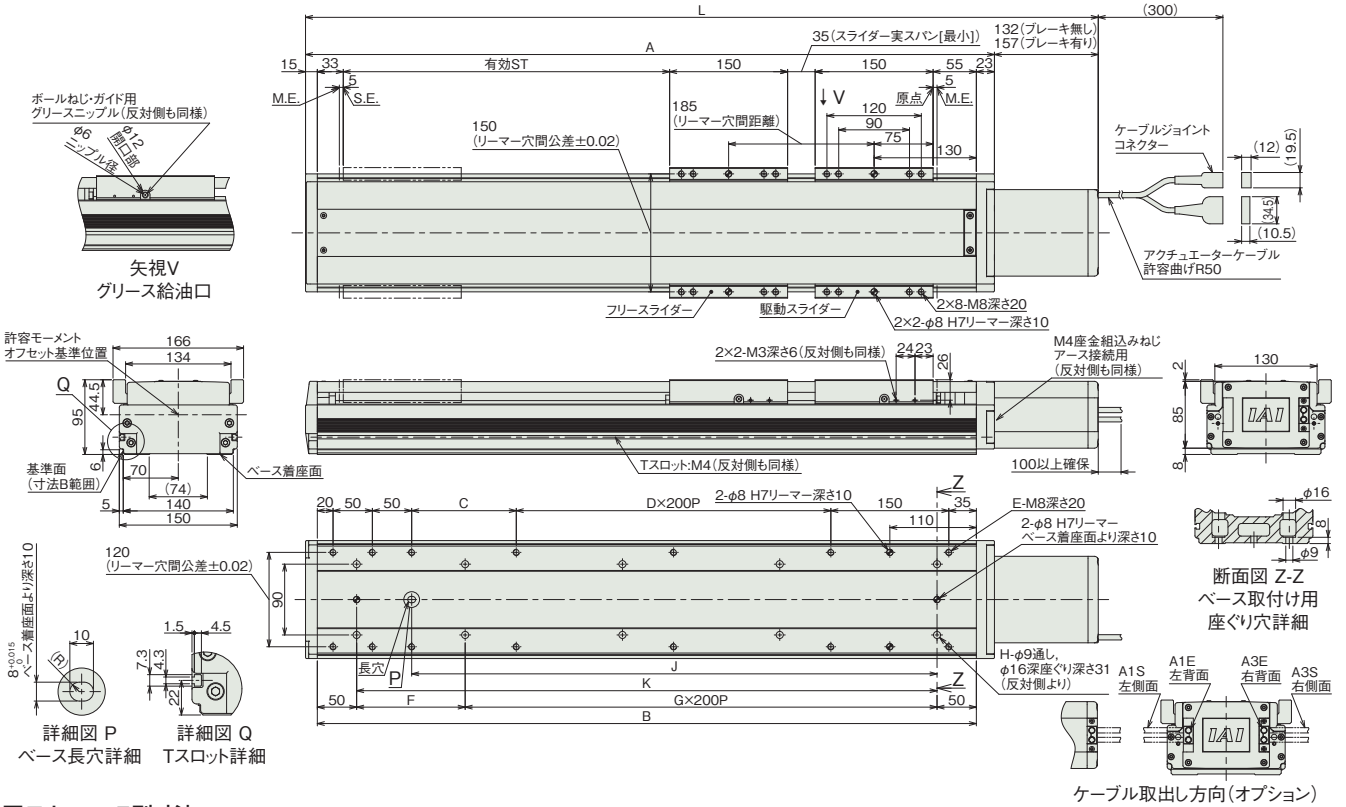 L
(300)
A
35(スライダー実スパン[最小])
132(ブレーキ無し)
157(ブレーキ有り)
15
33
有効ST
150
150
55
23
5
M.E.
S.E.
原点
5
M.E.
↓V
120
90
75
130
185
(リーマー穴間距離)
150
(リーマー穴間公差±0.02)
ボールねじ・ガイド用
グリースニップル(反対側も同様)
φ6
ニップル径
φ12
開口部
矢視V
グリース給油口
ケーブルジョイント
コネクター
(12)
(19.5)
(34.5)
(10.5)
アクチュエーターケーブル
許容曲げR50
フリースライダー
駆動スライダー
2×8-M8深さ20
2×2-φ8 H7リーマー深さ10
許容モーメント
オフセット基準位置
166
134
Q
95
44.5
6
基準面
(寸法B範囲)
70
(74)
ベース着座面
5
140
150
2×2-M3深さ6(反対側も同様)
24
23
26
M4座金組込みねじ
アース接続用
(反対側も同様)
Tスロット:M4(反対側も同様)
100以上確保
130
2
85
8
IAI
20
50
50
C
D×200P
2-φ8 H7リーマー深さ10
150
35
110
Z
E-M8深さ20
2-φ8 H7リーマー
ベース着座面より深さ10
120
(リーマー穴間公差±0.02)
90
長穴
P
J
K
Z
50
F
G×200P
50
B
H-φ9通し,
φ16深座ぐり深さ31
(反対側より)
φ16
8
φ9
断面図 Z-Z
ベース取付け用
座ぐり穴詳細
8+0.015 0
ベース着座面より深さ10
10
(R)
詳細図 P
ベース長穴詳細
1.5
4.5
7.3
4.3
22
詳細図 Q
Tスロット詳細
A1S
左側面
A1E
左背面
A3E
右背面
A3S
右側面
IAI
ケーブル取出し方向(オプション)